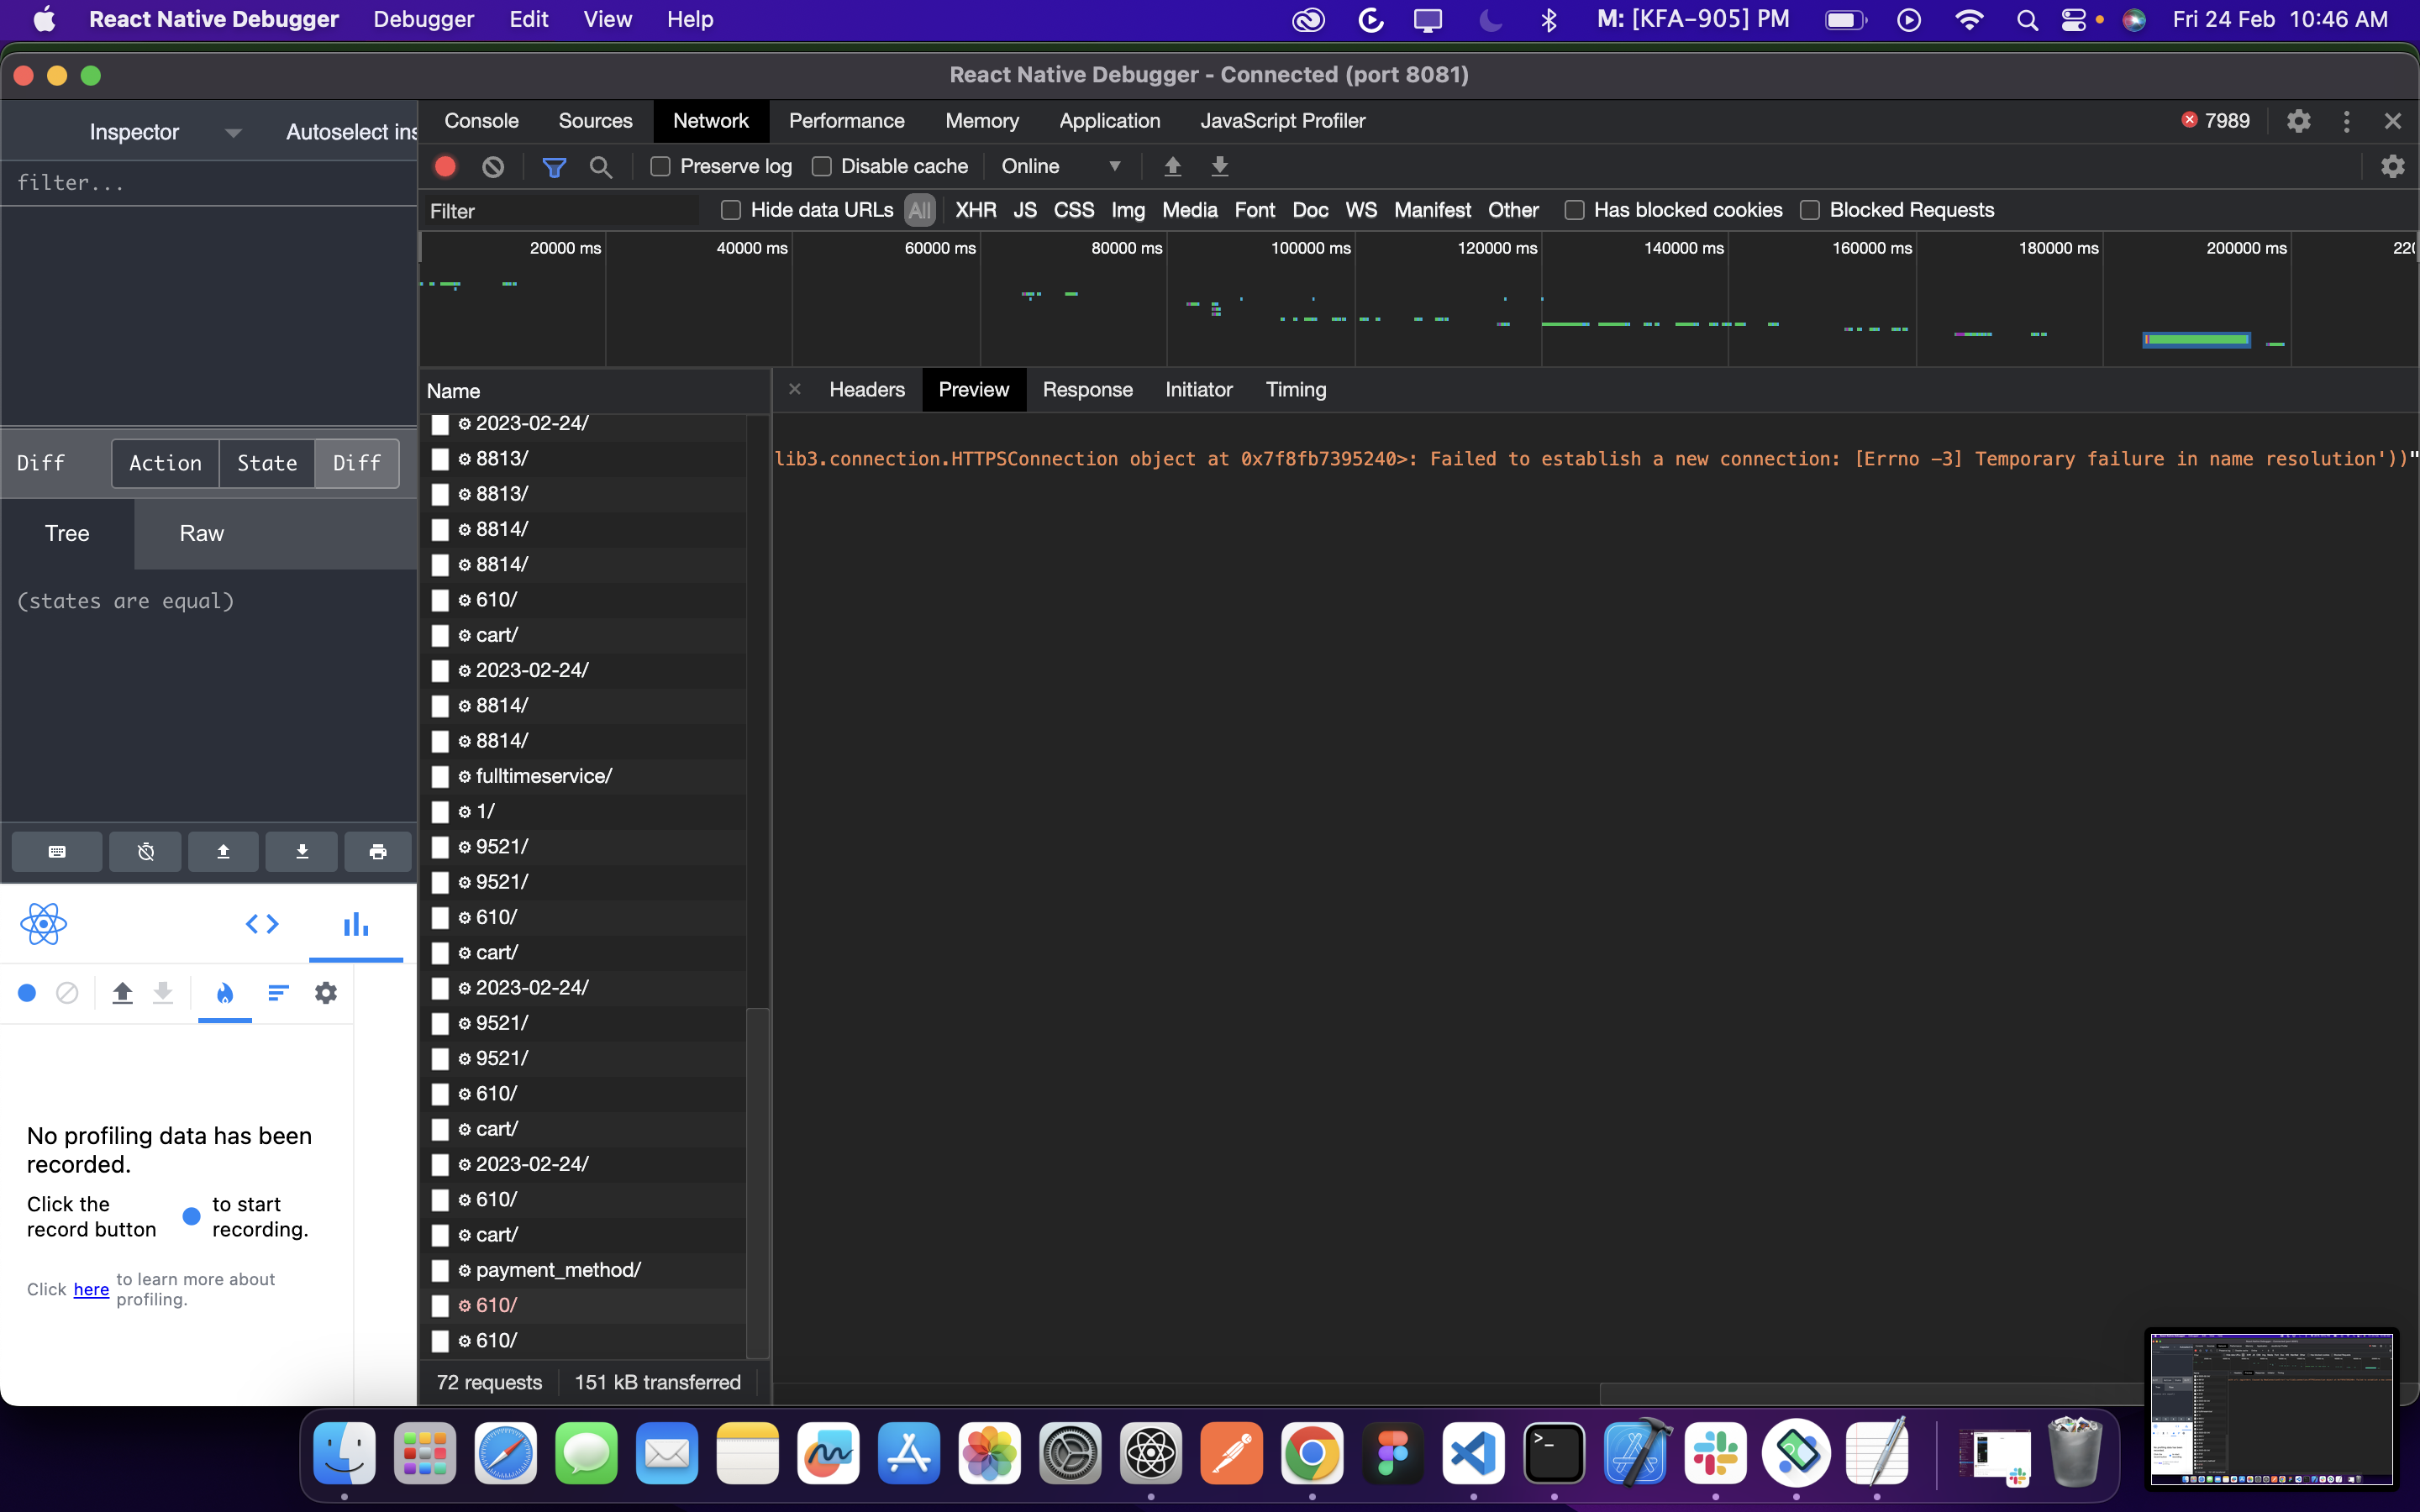 React Native Debugger Debugger Edit View Help M: [KFA-905] PM Fri 24 Feb 10:46 AM
React Native Debugger - Connected (port 8081)
Inspector Autoselect ins
filter...
Diff Action State Diff
Tree Raw
(states are equal)
No profiling data has been
recorded.
Click the
record button
to start
recording.
Click here to learn more about
profiling.
Console Sources Network Performance Memory Application JavaScript Profiler 7989
Preserve log Disable cache Online
Filter Hide data URLs All XHR JS CSS Img Media Font Doc WS Manifest Other Has blocked cookies Blocked Requests
20000 ms 40000 ms 60000 ms 80000 ms 100000 ms 120000 ms 140000 ms 160000 ms 180000 ms 200000 ms 220
Name
2023-02-24/
8813/
8813/
8814/
8814/
610/
cart/
2023-02-24/
8814/
8814/
fulltimeservice/
1/
9521/
9521/
610/
cart/
2023-02-24/
9521/
9521/
610/
cart/
2023-02-24/
610/
cart/
payment_method/
610/
610/
72 requests 151 kB transferred
Headers Preview Response Initiator Timing
lib3.connection.HTTPSConnection object at 0x7f8fb7395240>: Failed to establish a new connection: [Errno -3] Temporary failure in name resolution'))"